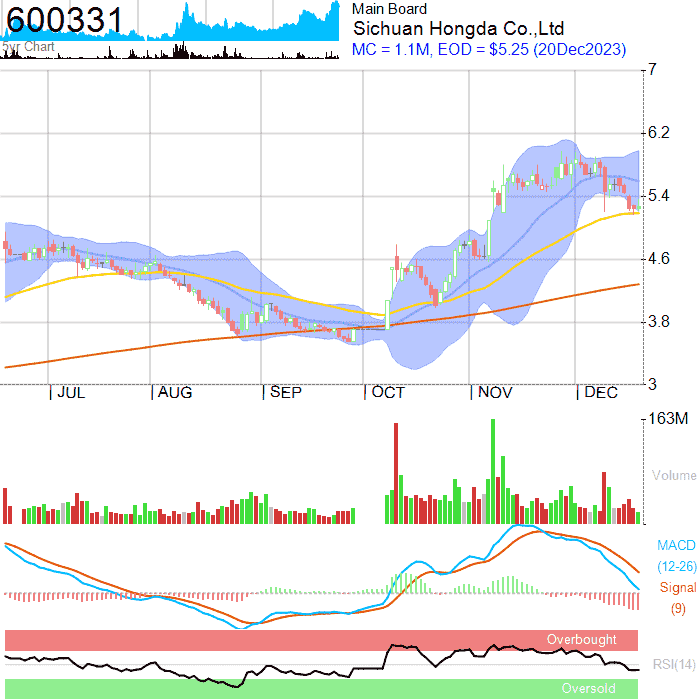 600331
5yr Chart
Main Board
Sichuan Hongda Co.,Ltd
MC = 1.1M, EOD = $5.25 (20Dec2023)
7
6.2
5.4
4.6
3.8
3
JUL AUG SEP OCT NOV DEC
163M
Volume
MACD
(12-26)
Signal
(9)
Overbought
RSI(14)
Oversold